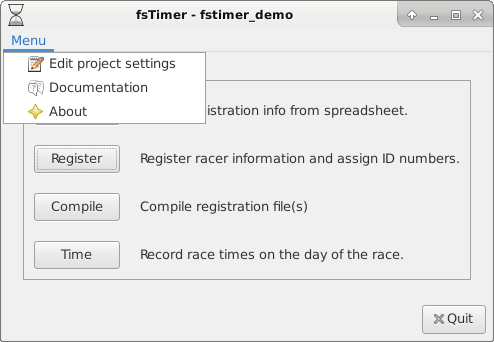 fsTimer - fstimer_demo
Menu
Edit project settings
Documentation
About
info from spreadsheet.
Register
Register racer information and assign ID numbers.
Compile
Compile registration file(s)
Time
Record race times on the day of the race.
Quit